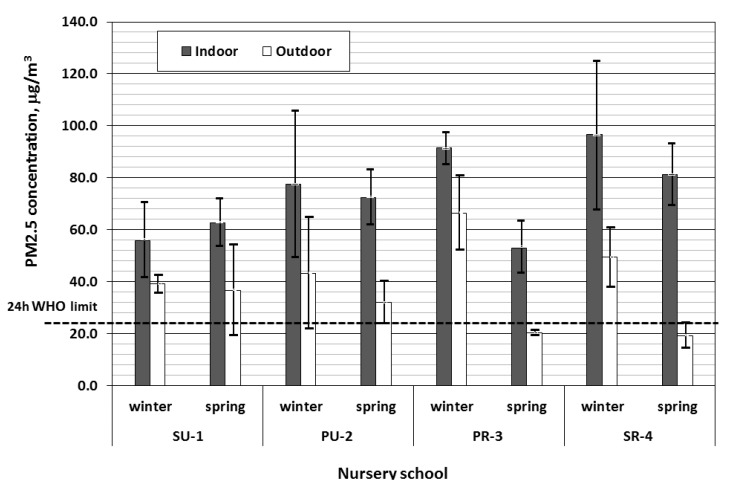 PM2.5 concentration, µg/m³
140.0
120.0
100.0
80.0
60.0
40.0
20.0
0.0
Indoor Outdoor
24h WHO limit
winter spring winter spring winter spring winter spring
SU-1 PU-2 PR-3 SR-4
Nursery school